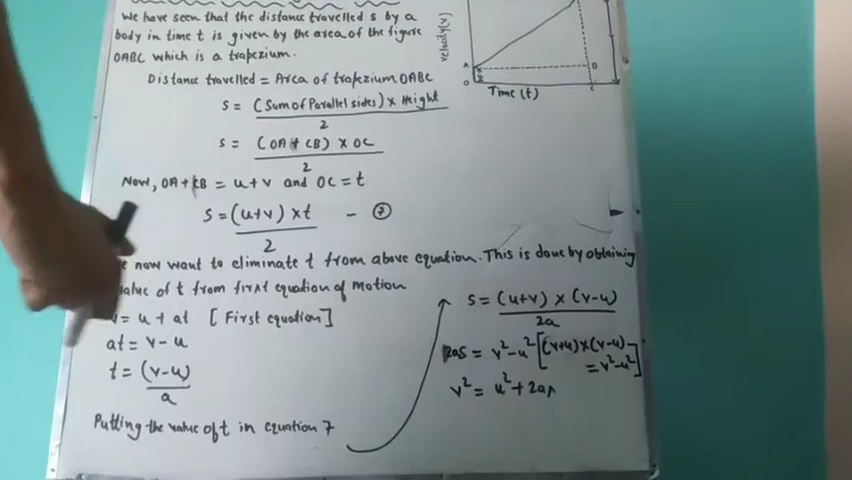 We have seen that the distance travelled s by a
body in time t is given by the area of the figure
OABC which is a trapezium.
Distance travelled = Area of trapezium OABC
s = (Sum of Parallel sides) x Height
2
s = (OA + CB) x OC
2
Now, OA + CB = u+v and OC = t
s = (u+v) x t - 7
2
now want to eliminate t from above equation. This is done by obtaining
value of t from first equation of motion
= u + at [First equation]
at = v - u
t = (v-u)
a
Putting the value of t in equation 7
velocity(v)
A
D
O
C
Time (t)
s = (u+v) x (v-u)
2a
2as = v²-u² [(v+u)x(v-u)
= v²-u²]
v² = u² + 2as